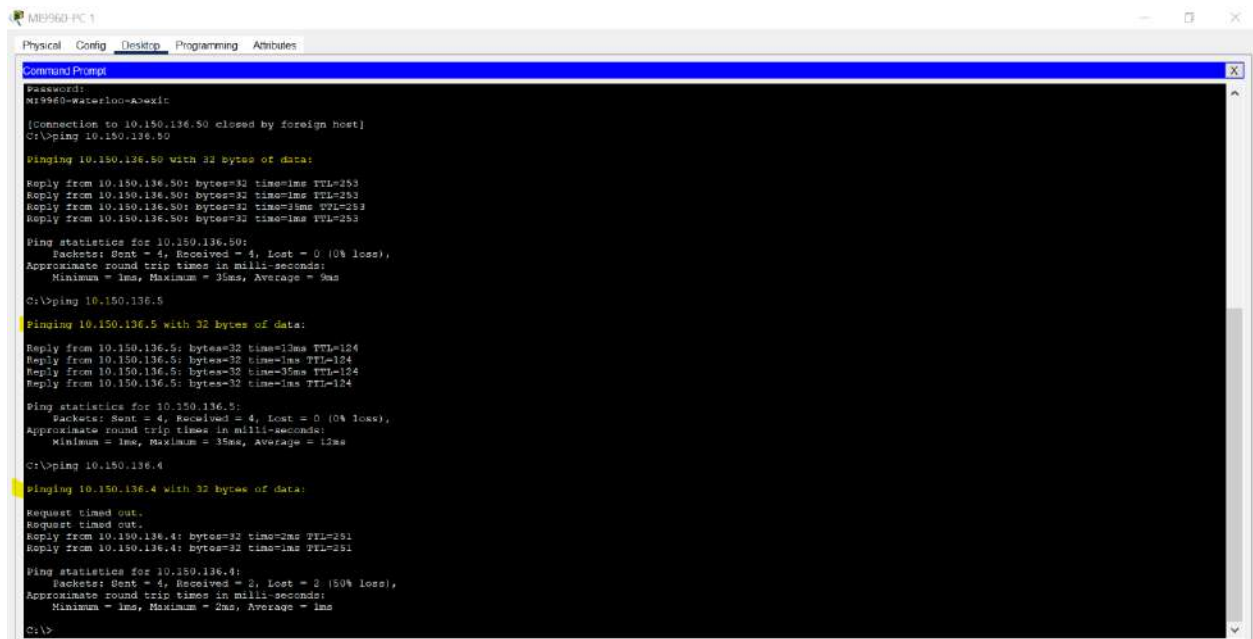 MI9960-PC 1
Physical Config Desktop Programming Attributes
Command Prompt X
Password:
MI9960-Waterloo-A>exit
[Connection to 10.150.136.50 closed by foreign host]
C:\>ping 10.150.136.50
Pinging 10.150.136.50 with 32 bytes of data:
Reply from 10.150.136.50: bytes=32 time=1ms TTL=253
Reply from 10.150.136.50: bytes=32 time=1ms TTL=253
Reply from 10.150.136.50: bytes=32 time=35ms TTL=253
Reply from 10.150.136.50: bytes=32 time=1ms TTL=253
Ping statistics for 10.150.136.50:
Packets: Sent = 4, Received = 4, Lost = 0 (0% loss),
Approximate round trip times in milli-seconds:
Minimum = 1ms, Maximum = 35ms, Average = 9ms
C:\>ping 10.150.136.5
Pinging 10.150.136.5 with 32 bytes of data:
Reply from 10.150.136.5: bytes=32 time=13ms TTL=124
Reply from 10.150.136.5: bytes=32 time=1ms TTL=124
Reply from 10.150.136.5: bytes=32 time=35ms TTL=124
Reply from 10.150.136.5: bytes=32 time=1ms TTL=124
Ping statistics for 10.150.136.5:
Packets: Sent = 4, Received = 4, Lost = 0 (0% loss),
Approximate round trip times in milli-seconds:
Minimum = 1ms, Maximum = 35ms, Average = 12ms
C:\>ping 10.150.136.4
Pinging 10.150.136.4 with 32 bytes of data:
Request timed out.
Request timed out.
Reply from 10.150.136.4: bytes=32 time=2ms TTL=251
Reply from 10.150.136.4: bytes=32 time=1ms TTL=251
Ping statistics for 10.150.136.4:
Packets: Sent = 4, Received = 2, Lost = 2 (50% loss),
Approximate round trip times in milli-seconds:
Minimum = 1ms, Maximum = 2ms, Average = 1ms
C:\>